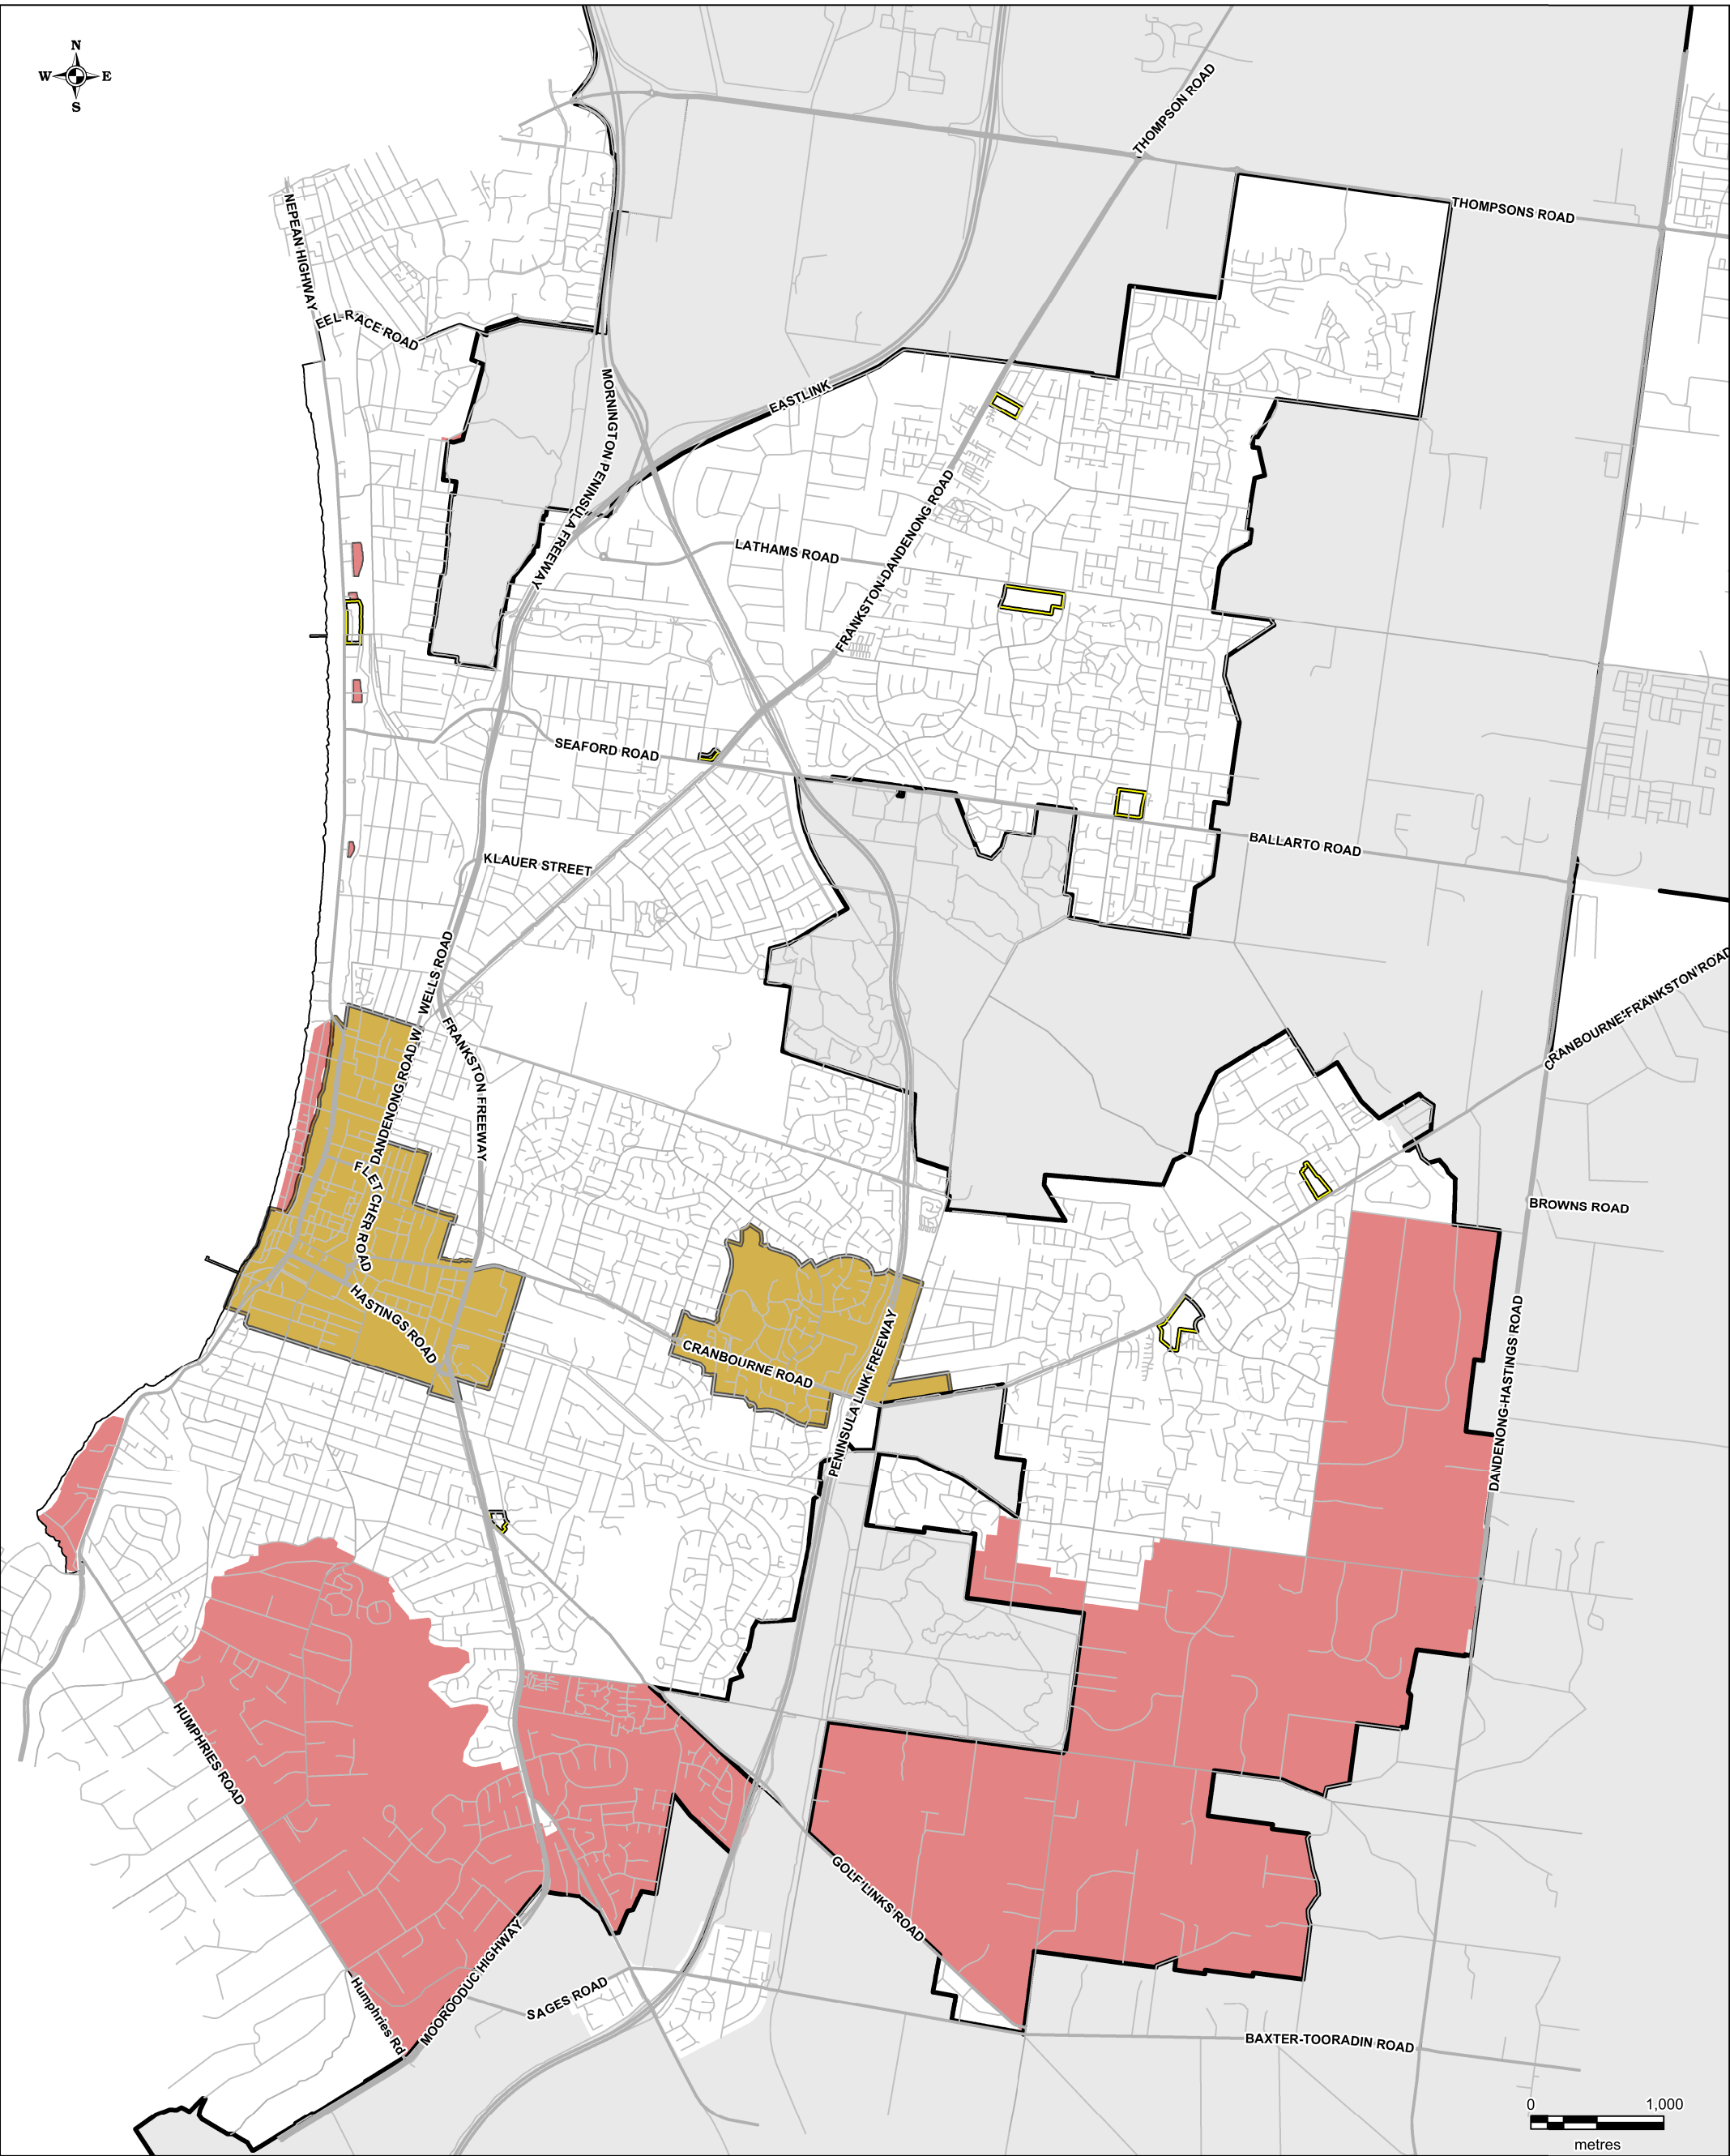 N
W E
S
THOMPSON ROAD
THOMPSONS ROAD
NEPEAN HIGHWAY
EEL RACE ROAD
MORNINGTON PENINSULA FREEWAY
EASTLINK
LATHAMS ROAD
FRANKSTON-DANDENONG ROAD
SEAFORD ROAD
BALLARTO ROAD
KLAUER STREET
CRANBOURNE-FRANKSTON ROAD
WELLS ROAD
DANDENONG ROAD W
FRANKSTON FREEWAY
FLETCHER ROAD
BROWNS ROAD
HASTINGS ROAD
CRANBOURNE ROAD
PENINSULA LINK FREEWAY
DANDENONG-HASTINGS ROAD
HUMPHRIES ROAD
GOLF LINKS ROAD
Humphries Rd
MOOROODUC HIGHWAY
SAGES ROAD
BAXTER-TOORADIN ROAD
0 1,000
metres